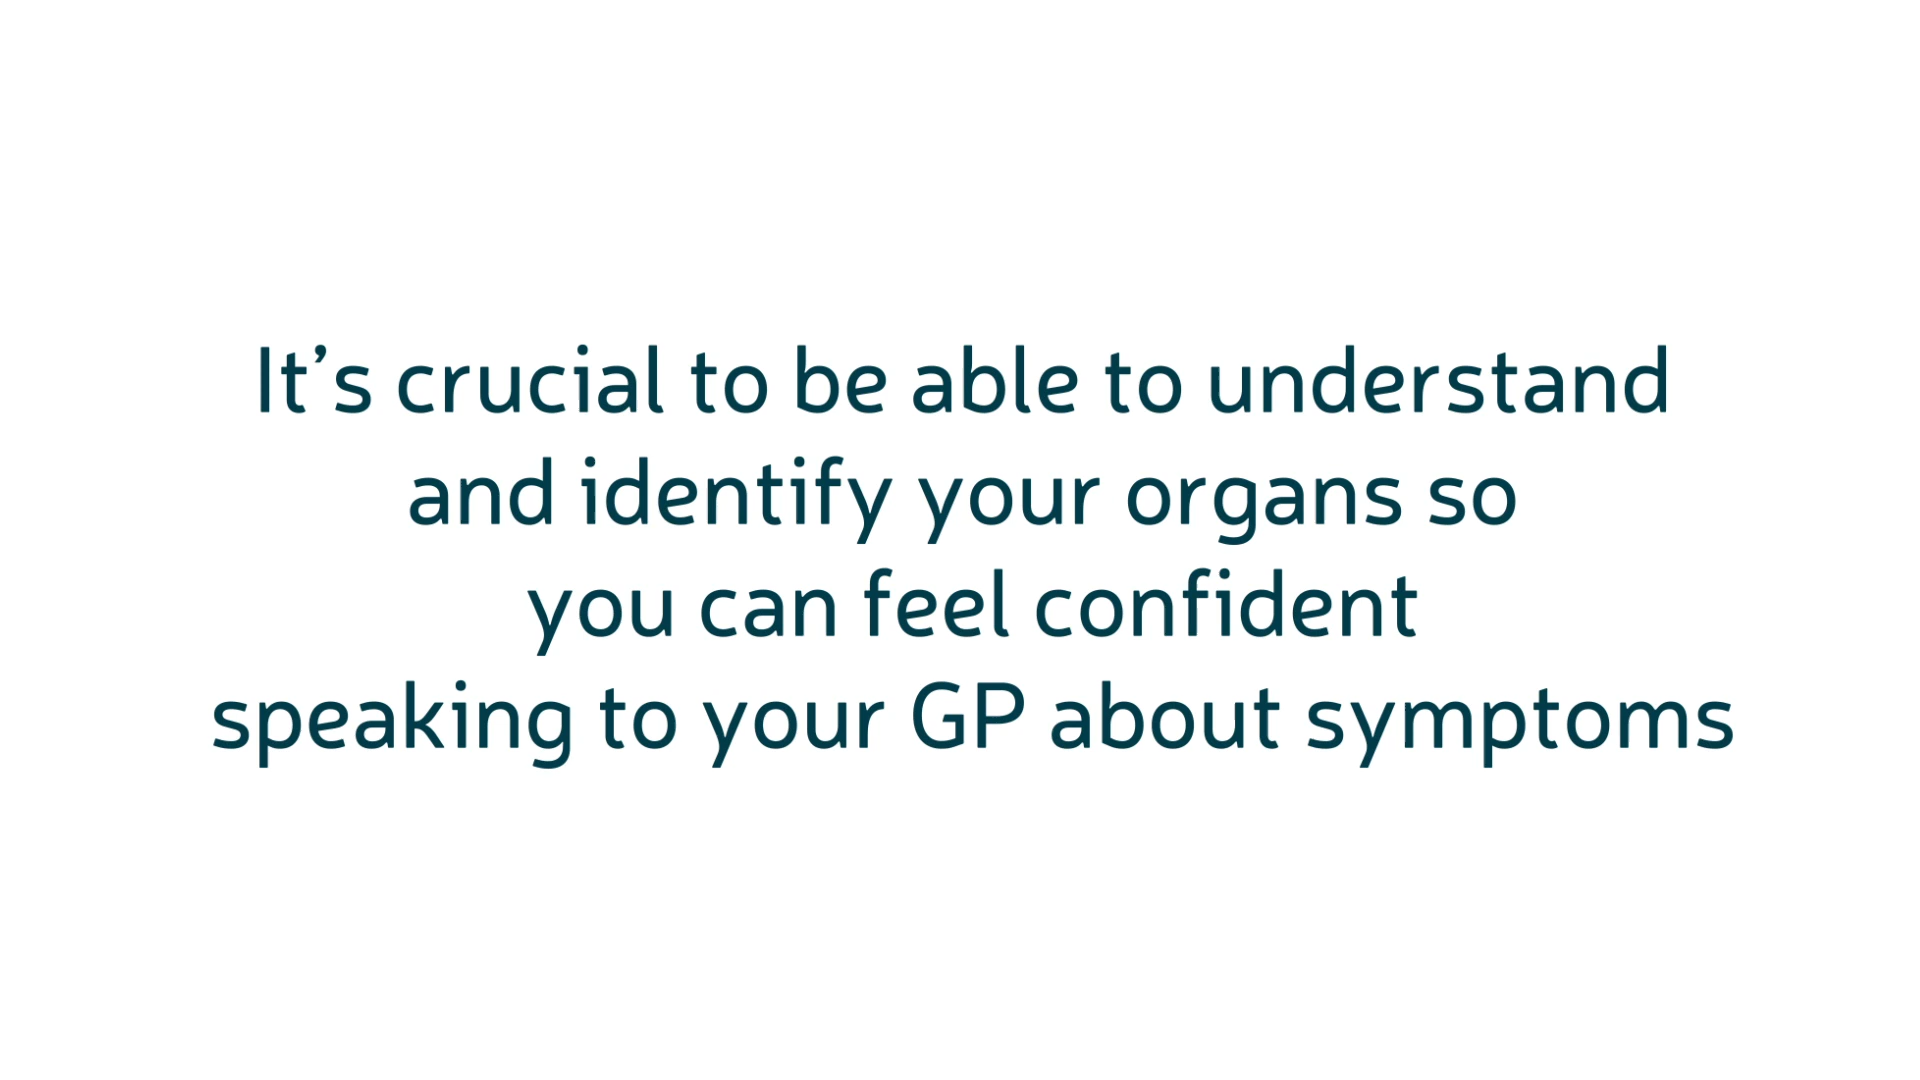 It’s crucial to be able to understand
and identify your organs so
you can feel confident
speaking to your GP about symptoms